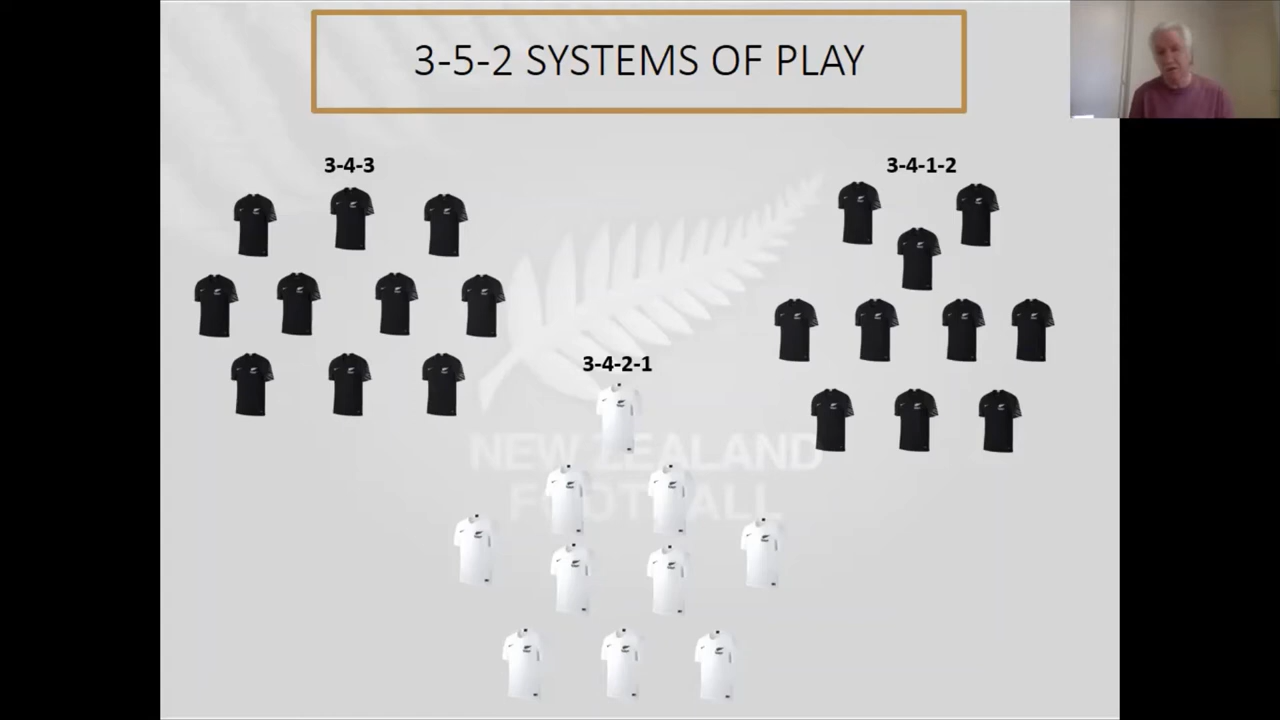 3-5-2 SYSTEMS OF PLAY
3-4-3
3-4-1-2
3-4-2-1
NEW ZEALAND
FOOTBALL